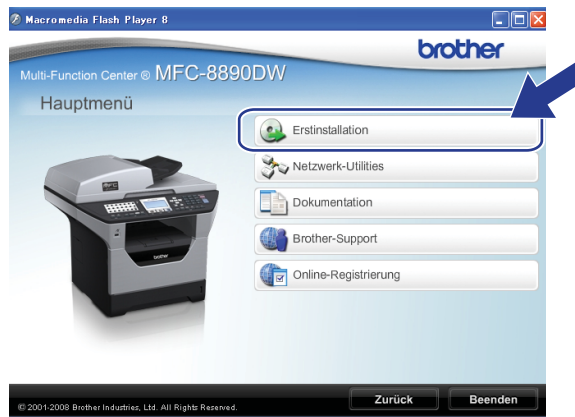 Macromedia Flash Player 8
brother
Multi-Function Center ® MFC-8890DW
Hauptmenü
Erstinstallation
Netzwerk-Utilities
Dokumentation
Brother-Support
Online-Registrierung
© 2001-2008 Brother Industries, Ltd. All Rights Reserved.
Zurück
Beenden